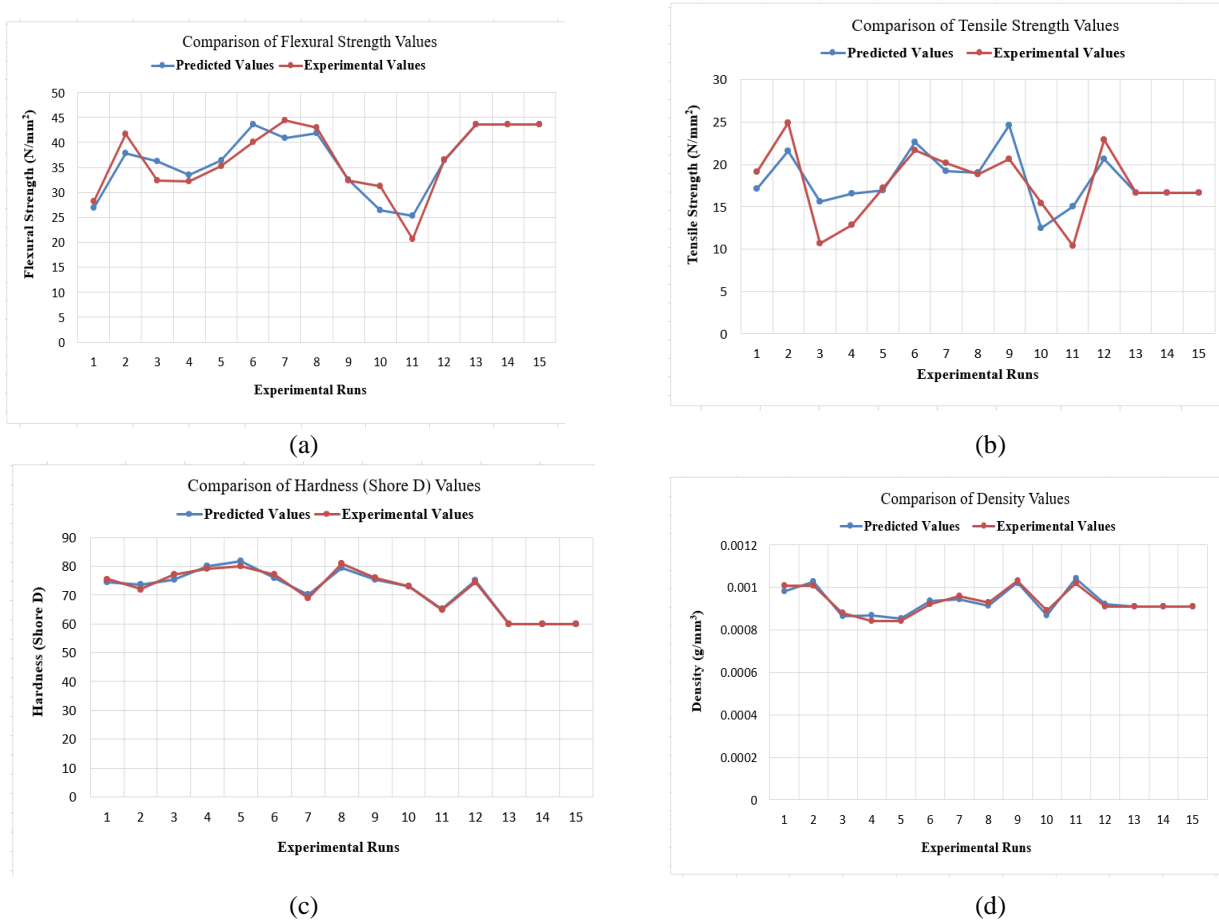 Comparison of Flexural Strength Values
Predicted Values Experimental Values
Flexural Strength (N/mm²)
50
45
40
35
30
25
20
15
10
5
0
1 2 3 4 5 6 7 8 9 10 11 12 13 14 15
Experimental Runs
(a)
Comparison of Tensile Strength Values
Predicted Values Experimental Values
Tensile Strength (N/mm²)
30
25
20
15
10
5
0
1 2 3 4 5 6 7 8 9 10 11 12 13 14 15
Experimental Runs
(b)
Comparison of Hardness (Shore D) Values
Predicted Values Experimental Values
Hardness (Shore D)
90
80
70
60
50
40
30
20
10
0
1 2 3 4 5 6 7 8 9 10 11 12 13 14 15
Experimental Runs
(c)
Comparison of Density Values
Predicted Values Experimental Values
Density (g/mm³)
0.0012
0.001
0.0008
0.0006
0.0004
0.0002
0
1 2 3 4 5 6 7 8 9 10 11 12 13 14 15
Experimental Runs
(d)